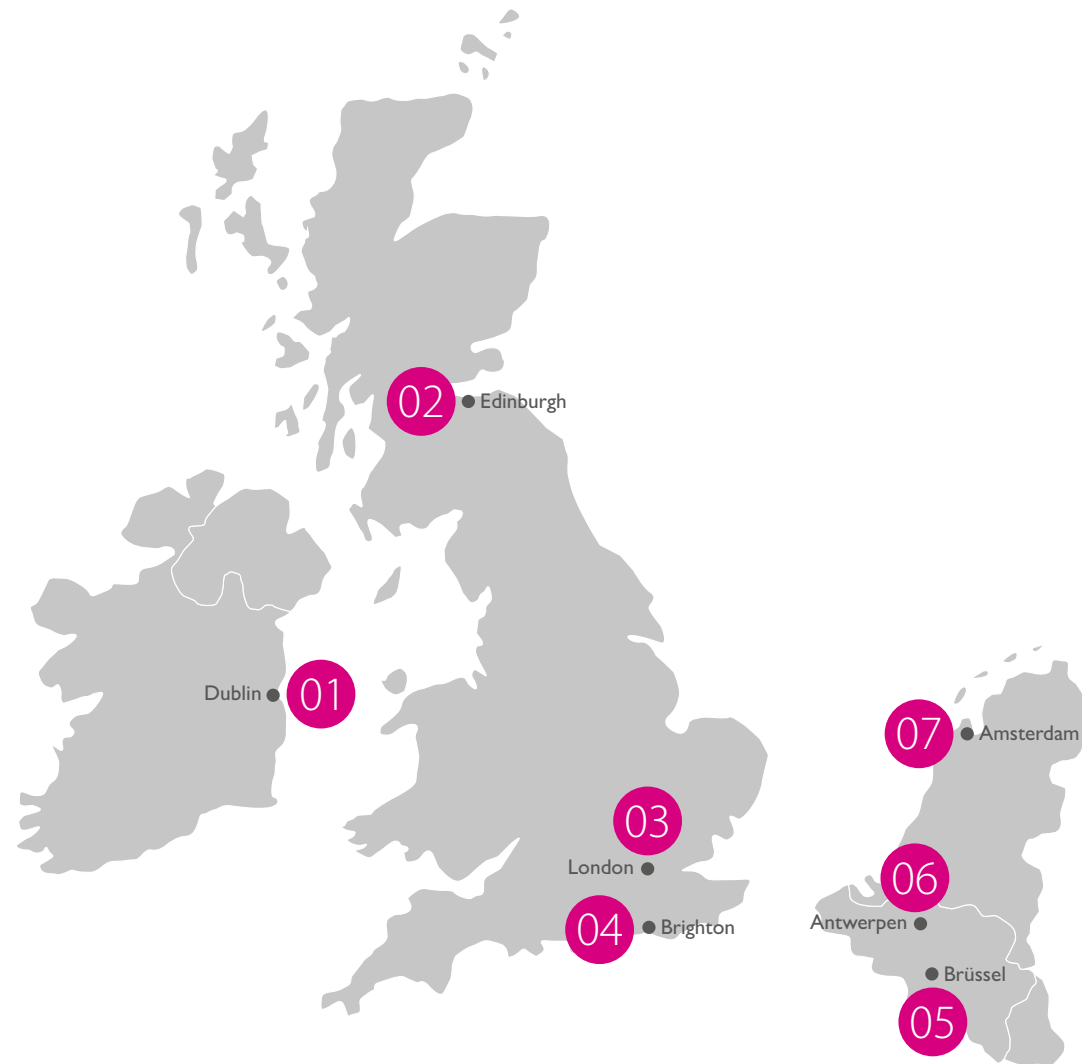 02
Edinburgh
Dublin
01
07
Amsterdam
03
London
06
04
Brighton
Antwerpen
Brüssel
05